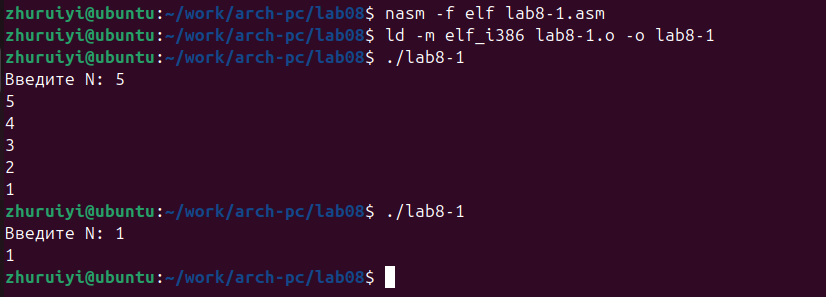 zhuruiyi@ubuntu:~/work/arch-pc/lab08$ nasm -f elf lab8-1.asm
zhuruiyi@ubuntu:~/work/arch-pc/lab08$ ld -m elf_i386 lab8-1.o -o lab8-1
zhuruiyi@ubuntu:~/work/arch-pc/lab08$ ./lab8-1
Введите N: 5
5
4
3
2
1
zhuruiyi@ubuntu:~/work/arch-pc/lab08$ ./lab8-1
Введите N: 1
1
zhuruiyi@ubuntu:~/work/arch-pc/lab08$